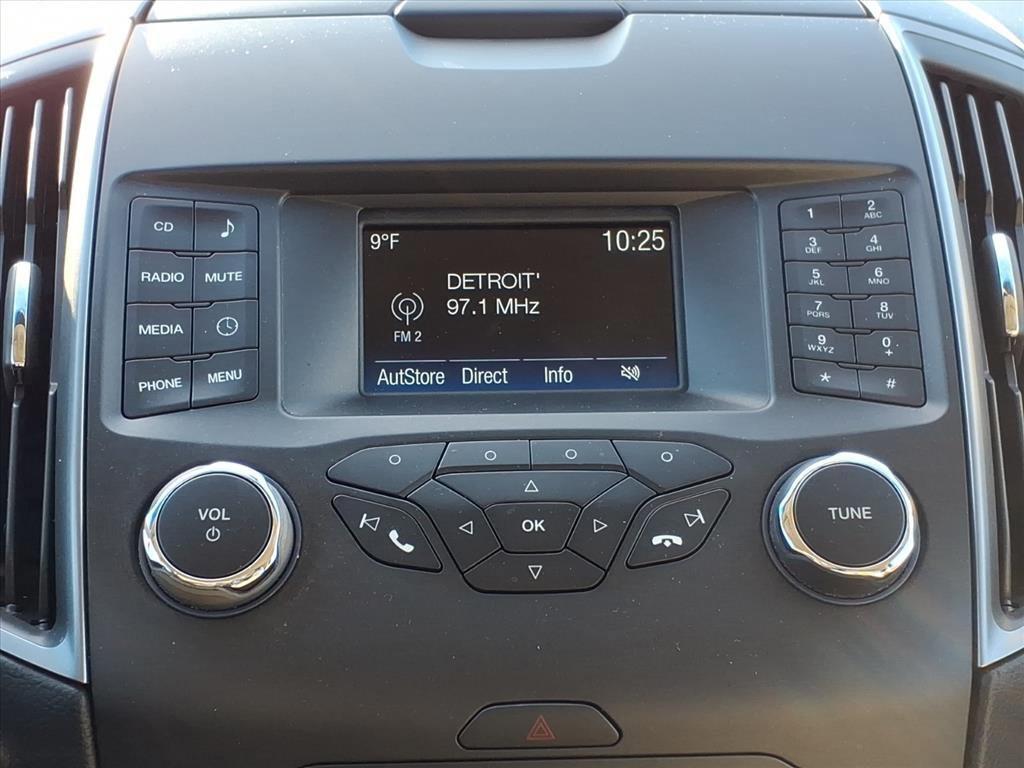 9°F 10:25
DETROIT'
97.1 MHz
FM 2
AutStore Direct Info
CD
RADIO MUTE
MEDIA
PHONE MENU
1 2 ABC
3 DEF 4 GHI
5 JKL 6 MNO
7 PQRS 8 TUV
9 WXYZ 0 +
* #
VOL
OK
TUNE